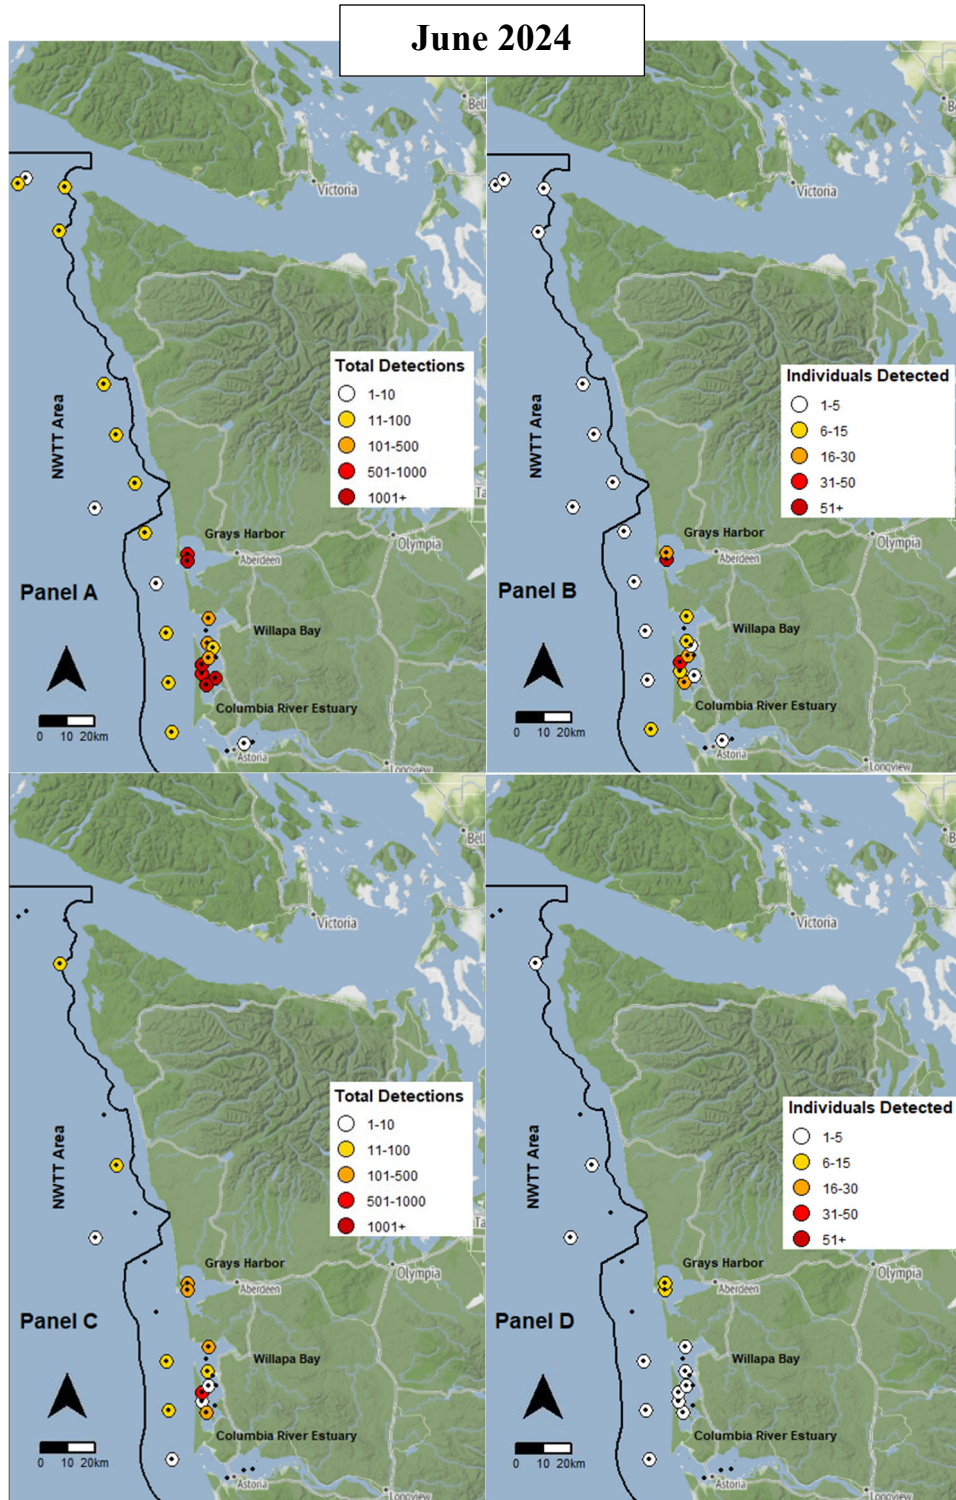 June 2024
Bel
Victoria
NWTT Area
Total Detections
1-10
11-100
101-500
501-1000
1001+
Ta
Grays Harbor
Aberdeen
Olympia
Panel A
Willapa Bay
Columbia River Estuary
0 10 20km
Astoria
Longview
Be
Victoria
NWTT Area
Individuals Detected
1-5
6-15
16-30
31-50
51+
Grays Harbor
Aberdeen
Olympia
Panel B
Willapa Bay
Columbia River Estuary
0 10 20km
Astoria
Longview
Bel
Victoria
NWTT Area
Total Detections
1-10
11-100
101-500
501-1000
1001+
Ta
Grays Harbor
Aberdeen
Olympia
Panel C
Willapa Bay
Columbia River Estuary
0 10 20km
Astoria
Victoria
NWTT Area
Individuals Detected
1-5
6-15
16-30
31-50
51+
Grays Harbor
Aberdeen
Olympia
Panel D
Willapa Bay
Columbia River Estuary
0 10 20km
Astoria